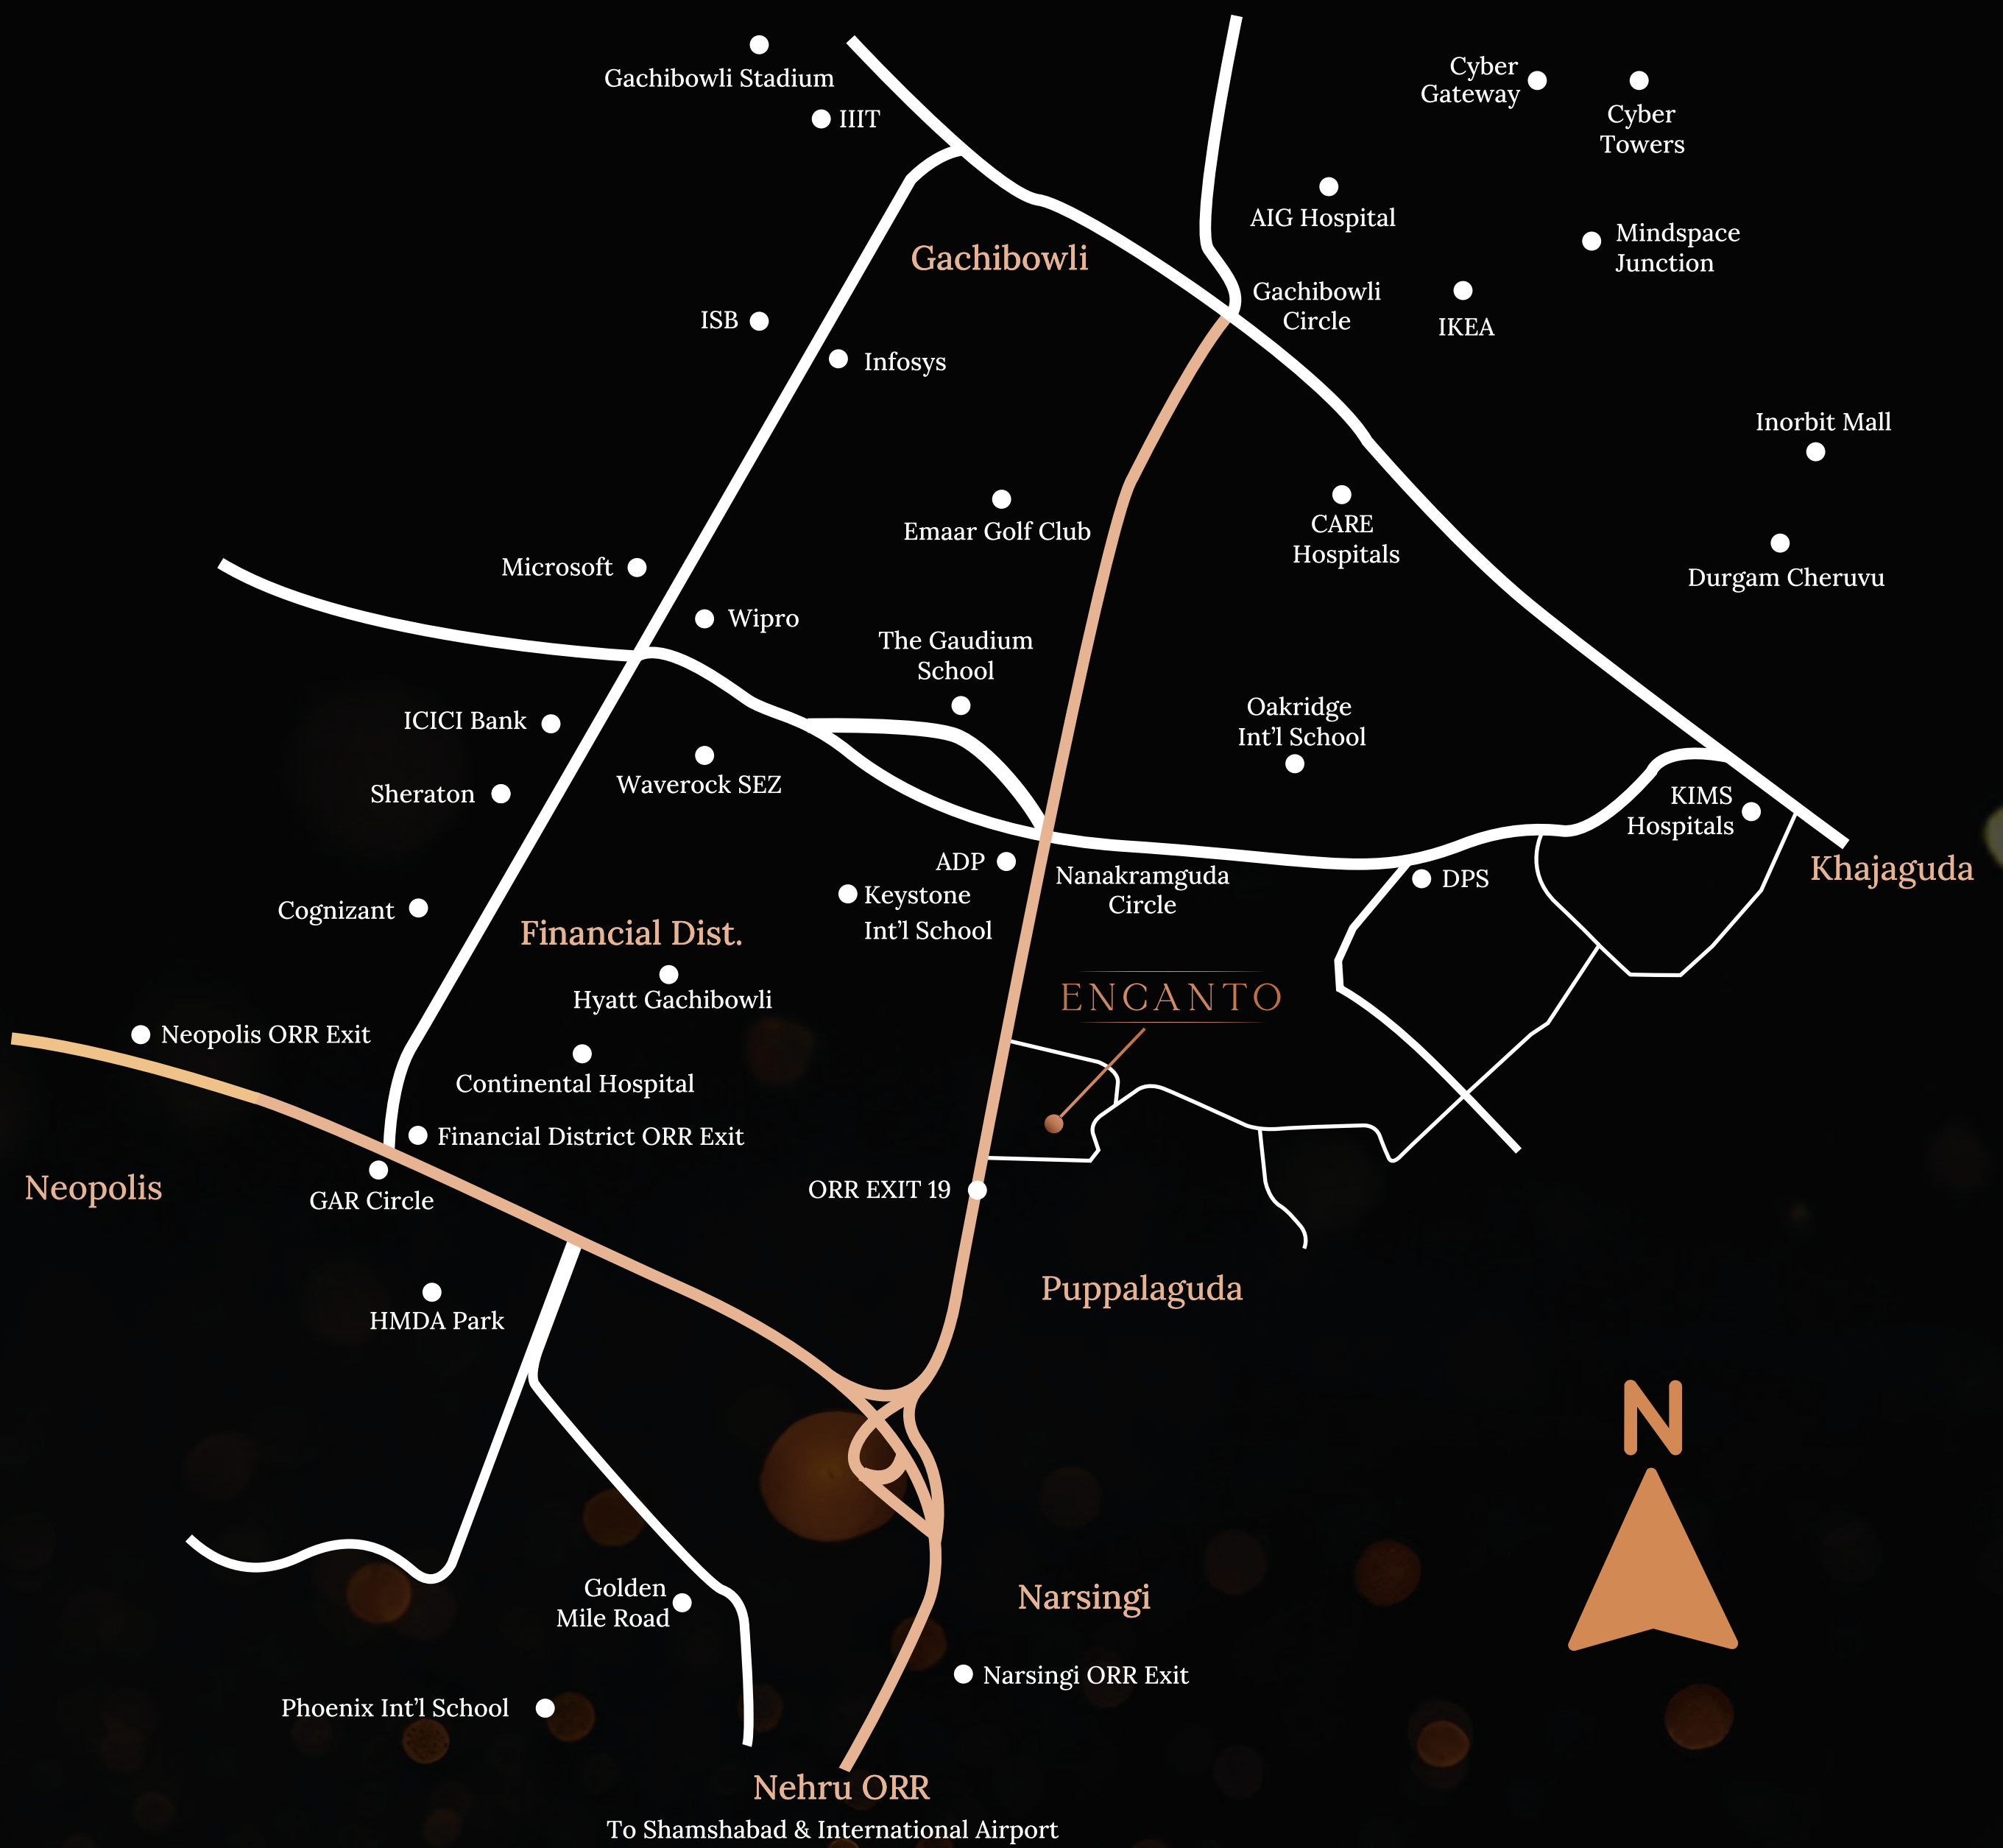 Gachibowli Stadium
IIIT
Cyber
Gateway
Cyber
Towers
AIG Hospital
Mindspace
Junction
Gachibowli
Gachibowli
Circle
IKEA
ISB
Infosys
Inorbit Mall
Emaar Golf Club
CARE
Hospitals
Microsoft
Durgam Cheruvu
Wipro
The Gaudium
School
ICICI Bank
Oakridge
Int'l School
Waverock SEZ
Sheraton
KIMS
Hospitals
ADP
Khajaguda
Nanakramguda
Circle
DPS
Keystone
Int'l School
Cognizant
Financial Dist.
Hyatt Gachibowli
ENCANTO
Neopolis ORR Exit
Continental Hospital
Financial District ORR Exit
Neopolis
GAR Circle
ORR EXIT 19
Puppalaguda
HMDA Park
N
Golden
Mile Road
Narsingi
Narsingi ORR Exit
Phoenix Int'l School
Nehru ORR
To Shamshabad & International Airport